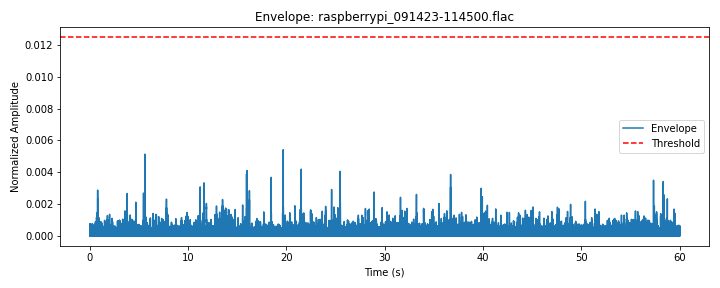 Envelope: raspberrypi_091423-114500.flac
Normalized Amplitude
0.012
0.010
0.008
0.006
0.004
0.002
0.000
Envelope
Threshold
0 10 20 30 40 50 60
Time (s)